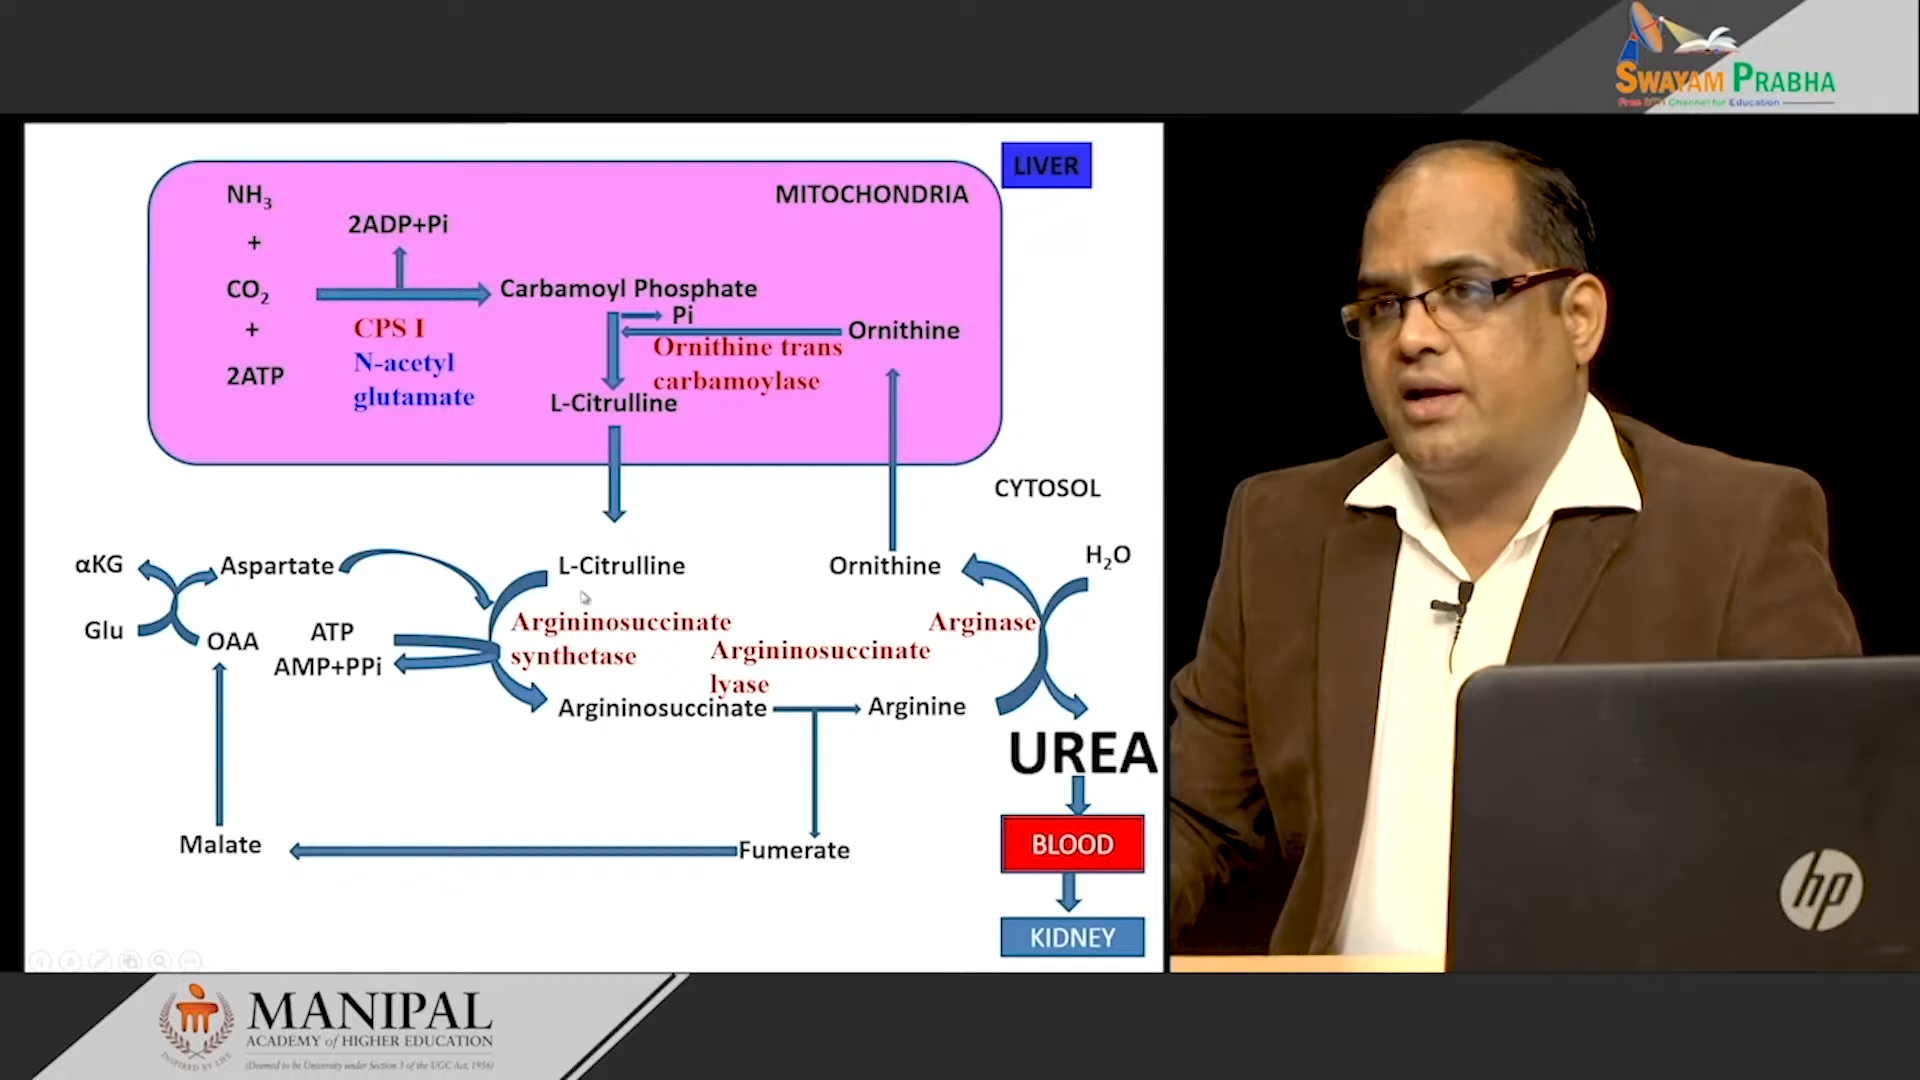 SWAYAM PRABHA
Free DTH Channel for Education
LIVER
MITOCHONDRIA
NH3
+
CO2
+
2ATP
2ADP+Pi
CPS I
N-acetyl
glutamate
Carbamoyl Phosphate
Pi
Ornithine
Ornithine trans
carbamoylase
L-Citrulline
CYTOSOL
αKG
Aspartate
L-Citrulline
Ornithine
H2O
Glu
OAA
ATP
AMP+PPi
Argininosuccinate
synthetase
Argininosuccinate
lyase
Arginase
Argininosuccinate
Arginine
UREA
Malate
Fumerate
BLOOD
KIDNEY
hp
MANIPAL
ACADEMY of HIGHER EDUCATION
(Deemed to be University under Section 3 of the UGC Act, 1956)
INSPIRED BY LIFE